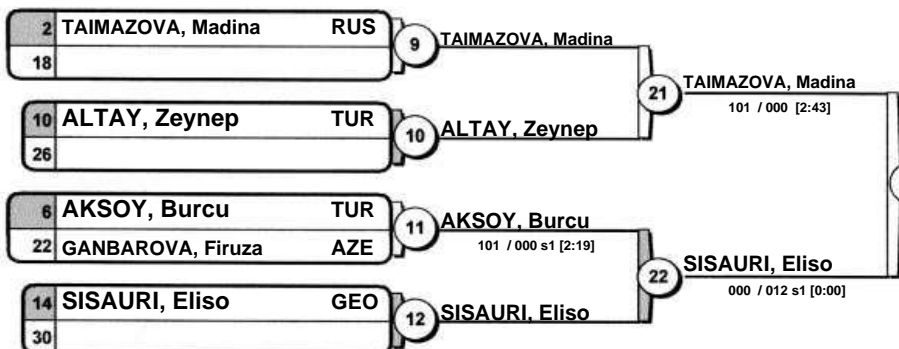 2 TAIMAZOVA, Madina RUS
18
9 TAIMAZOVA, Madina
10 ALTAY, Zeynep TUR
26
10 ALTAY, Zeynep
21 TAIMAZOVA, Madina
101 / 000 [2:43]
6 AKSOY, Burcu TUR
22 GANBAROVA, Firuza AZE
11 AKSOY, Burcu
101 / 000 s1 [2:19]
14 SISAURI, Eliso GEO
30
12 SISAURI, Eliso
22 SISAURI, Eliso
000 / 012 s1 [0:00]